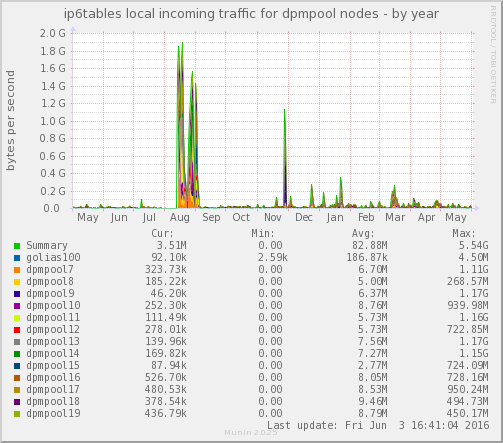 ip6tables local incoming traffic for dpmpool nodes - by year
RRDTOOL / TOBI OETIKER
bytes per second
2.0 G
1.8 G
1.6 G
1.4 G
1.2 G
1.0 G
0.8 G
0.6 G
0.4 G
0.2 G
0.0
May Jun Jul Aug Sep Oct Nov Dec Jan Feb Mar Apr May
Cur: Min: Avg: Max:
Summary 3.51M 0.00 82.88M 5.54G
golias100 92.10k 2.59k 186.87k 4.50M
dpmpool7 323.73k 0.00 6.70M 1.11G
dpmpool8 185.22k 0.00 5.00M 268.57M
dpmpool9 46.20k 0.00 6.37M 1.17G
dpmpool10 252.30k 0.00 8.76M 939.98M
dpmpool11 111.49k 0.00 5.73M 1.16G
dpmpool12 278.01k 0.00 5.73M 722.85M
dpmpool13 139.96k 0.00 7.56M 1.17G
dpmpool14 169.82k 0.00 7.27M 1.15G
dpmpool15 87.94k 0.00 2.77M 724.09M
dpmpool16 526.70k 0.00 8.05M 728.16M
dpmpool17 480.53k 0.00 8.53M 950.24M
dpmpool18 378.54k 0.00 9.46M 494.73M
dpmpool19 436.79k 0.00 8.79M 450.17M
Last update: Fri Jun 3 16:41:04 2016
Munin 2.0.25